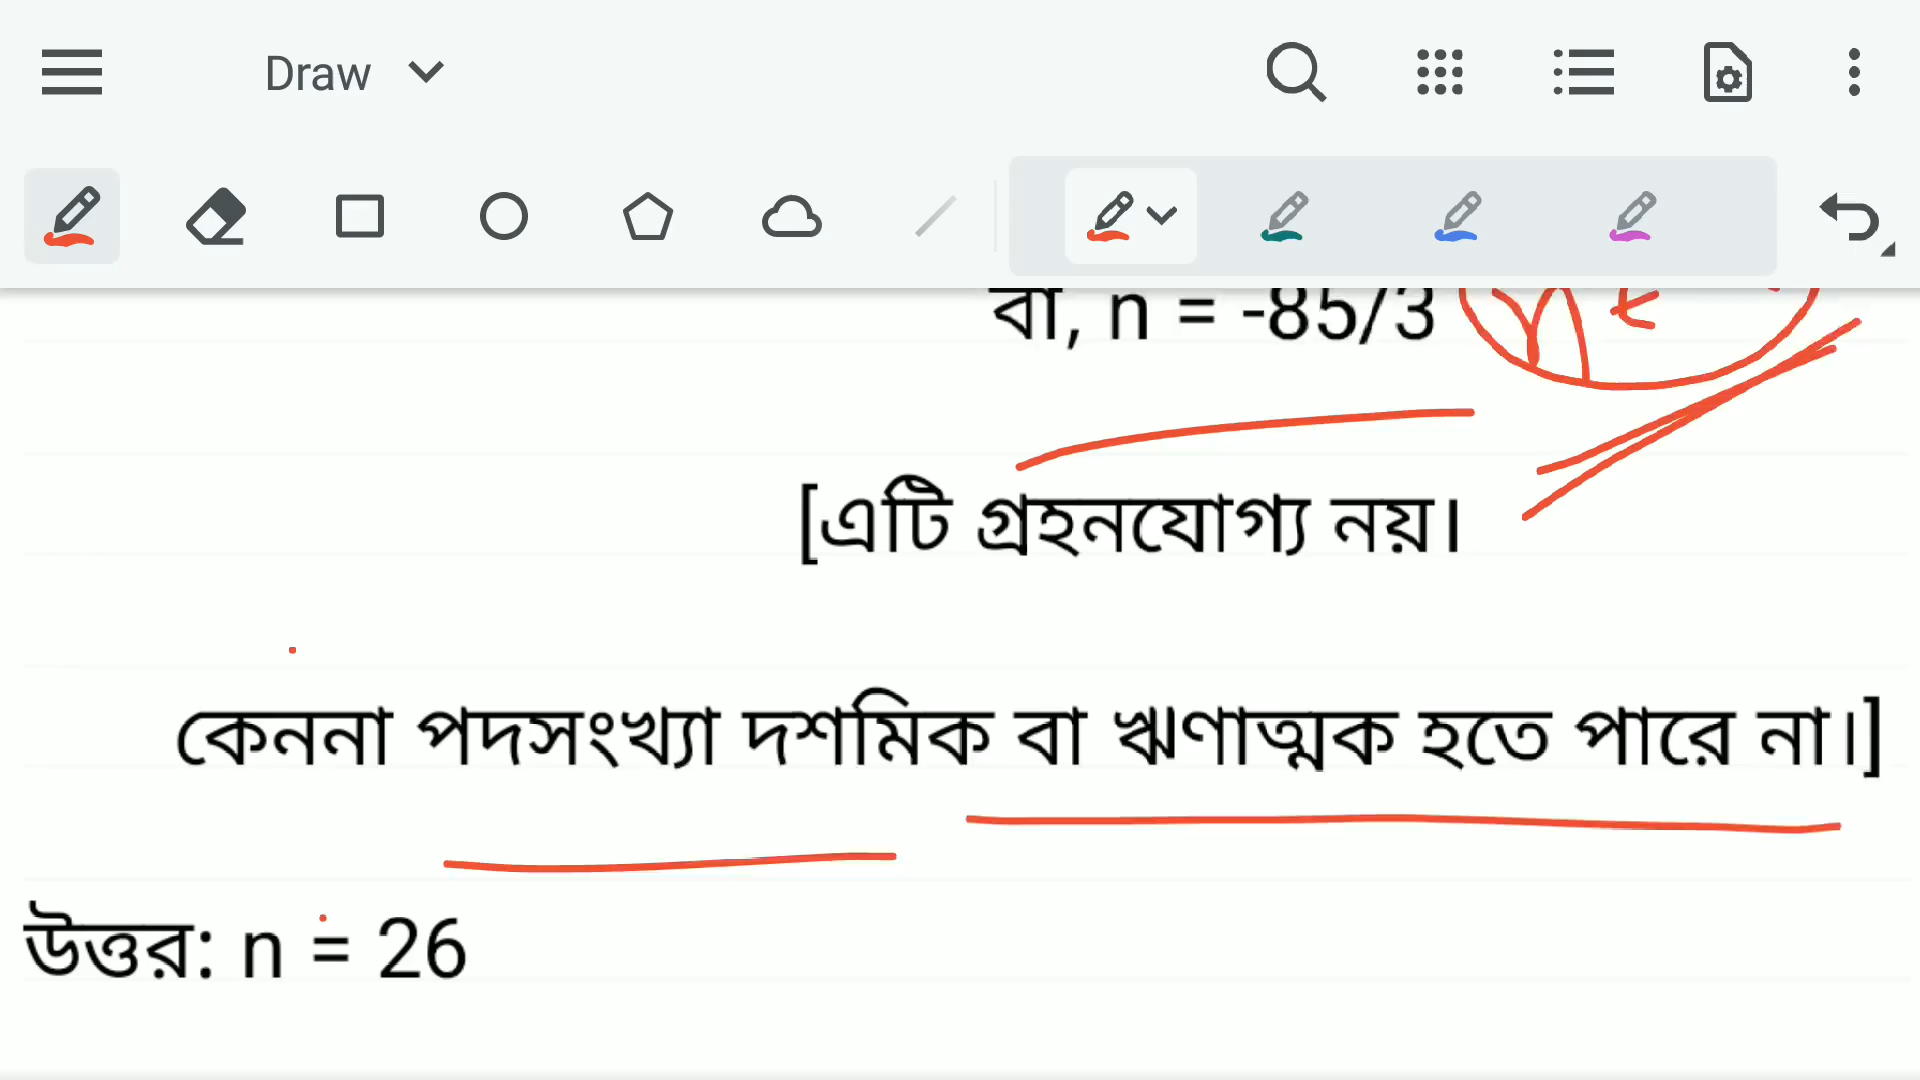 Draw
বা, n = -85/3
[এটি গ্রহনযোগ্য নয়।
কেননা পদসংখ্যা দশমিক বা ঋণাত্মক হতে পারে না।]
উত্তর: n = 26